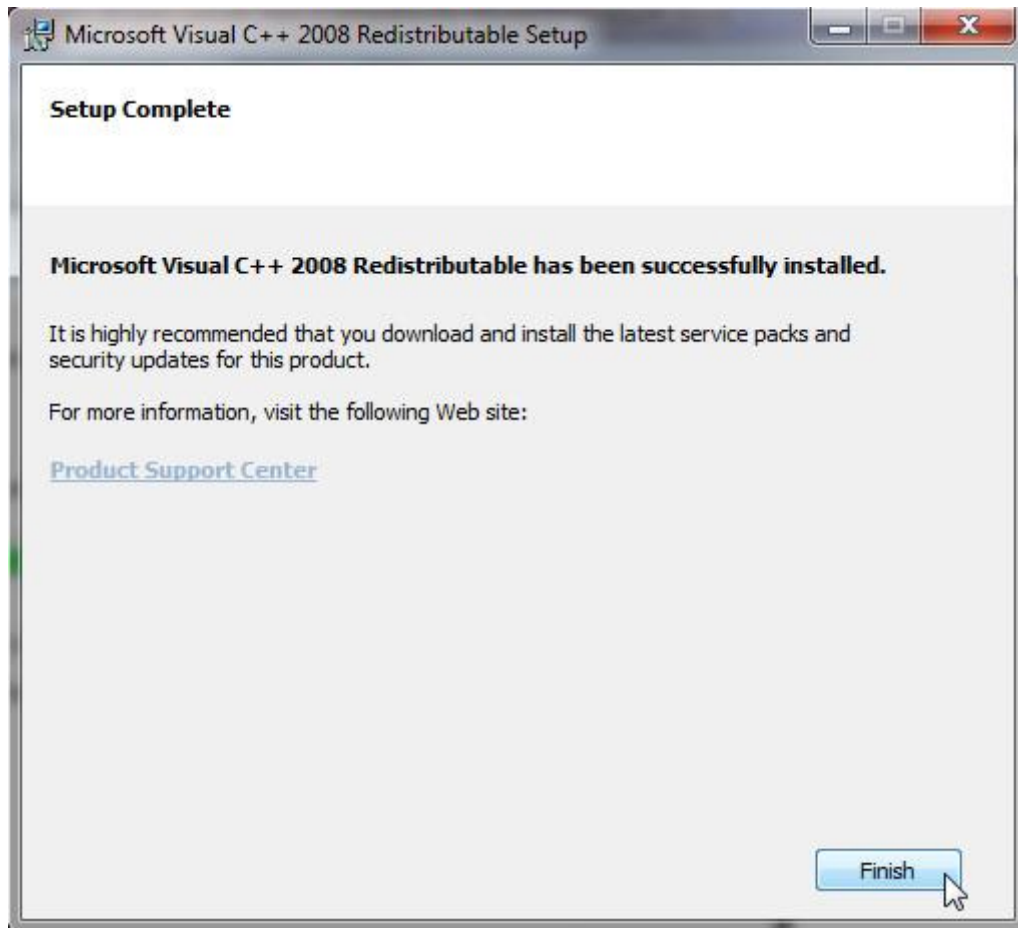 Microsoft Visual C++ 2008 Redistributable Setup
Setup Complete
Microsoft Visual C++ 2008 Redistributable has been successfully installed.
It is highly recommended that you download and install the latest service packs and
security updates for this product.
For more information, visit the following Web site:
Product Support Center
Finish